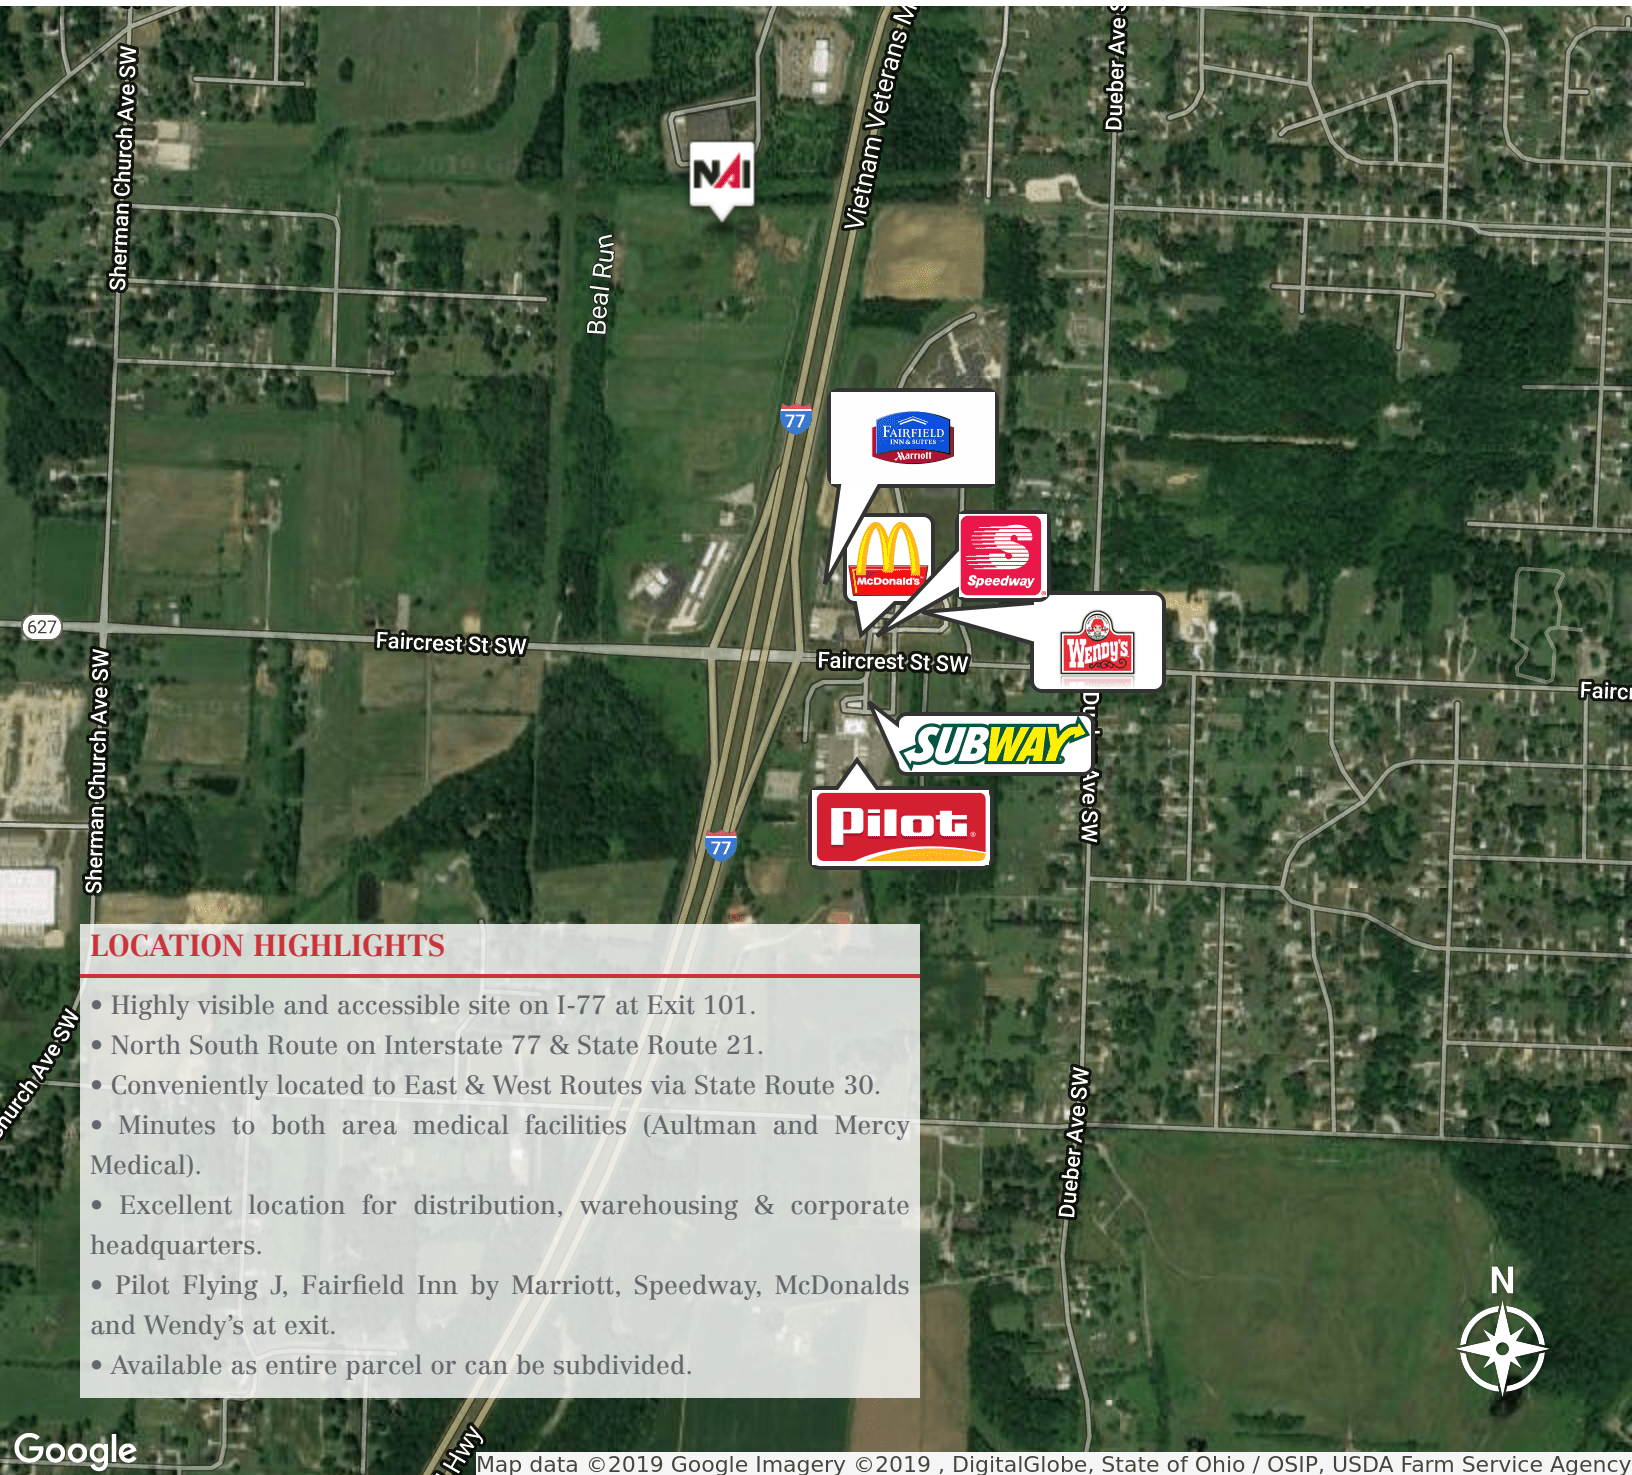 Sherman Church Ave SW
Vietnam Veterans M
Dueber Ave S
NAI
Beal Run
77
FAIRFIELD
INN & SUITES
Marriott
McDonald's
Speedway
627
Faircrest St SW
Faircrest St SW
WENDY'S
Faircr
Sherman Church Ave SW
SUBWAY
Ave SW
Pilot
77
LOCATION HIGHLIGHTS
• Highly visible and accessible site on I-77 at Exit 101.
• North South Route on Interstate 77 & State Route 21.
• Conveniently located to East & West Routes via State Route 30.
• Minutes to both area medical facilities (Aultman and Mercy
Medical).
• Excellent location for distribution, warehousing & corporate
headquarters.
• Pilot Flying J, Fairfield Inn by Marriott, Speedway, McDonalds
and Wendy's at exit.
• Available as entire parcel or can be subdivided.
hurch Ave SW
Dueber Ave SW
N
Hwy
Google
Map data ©2019 Google Imagery ©2019 , DigitalGlobe, State of Ohio / OSIP, USDA Farm Service Agency